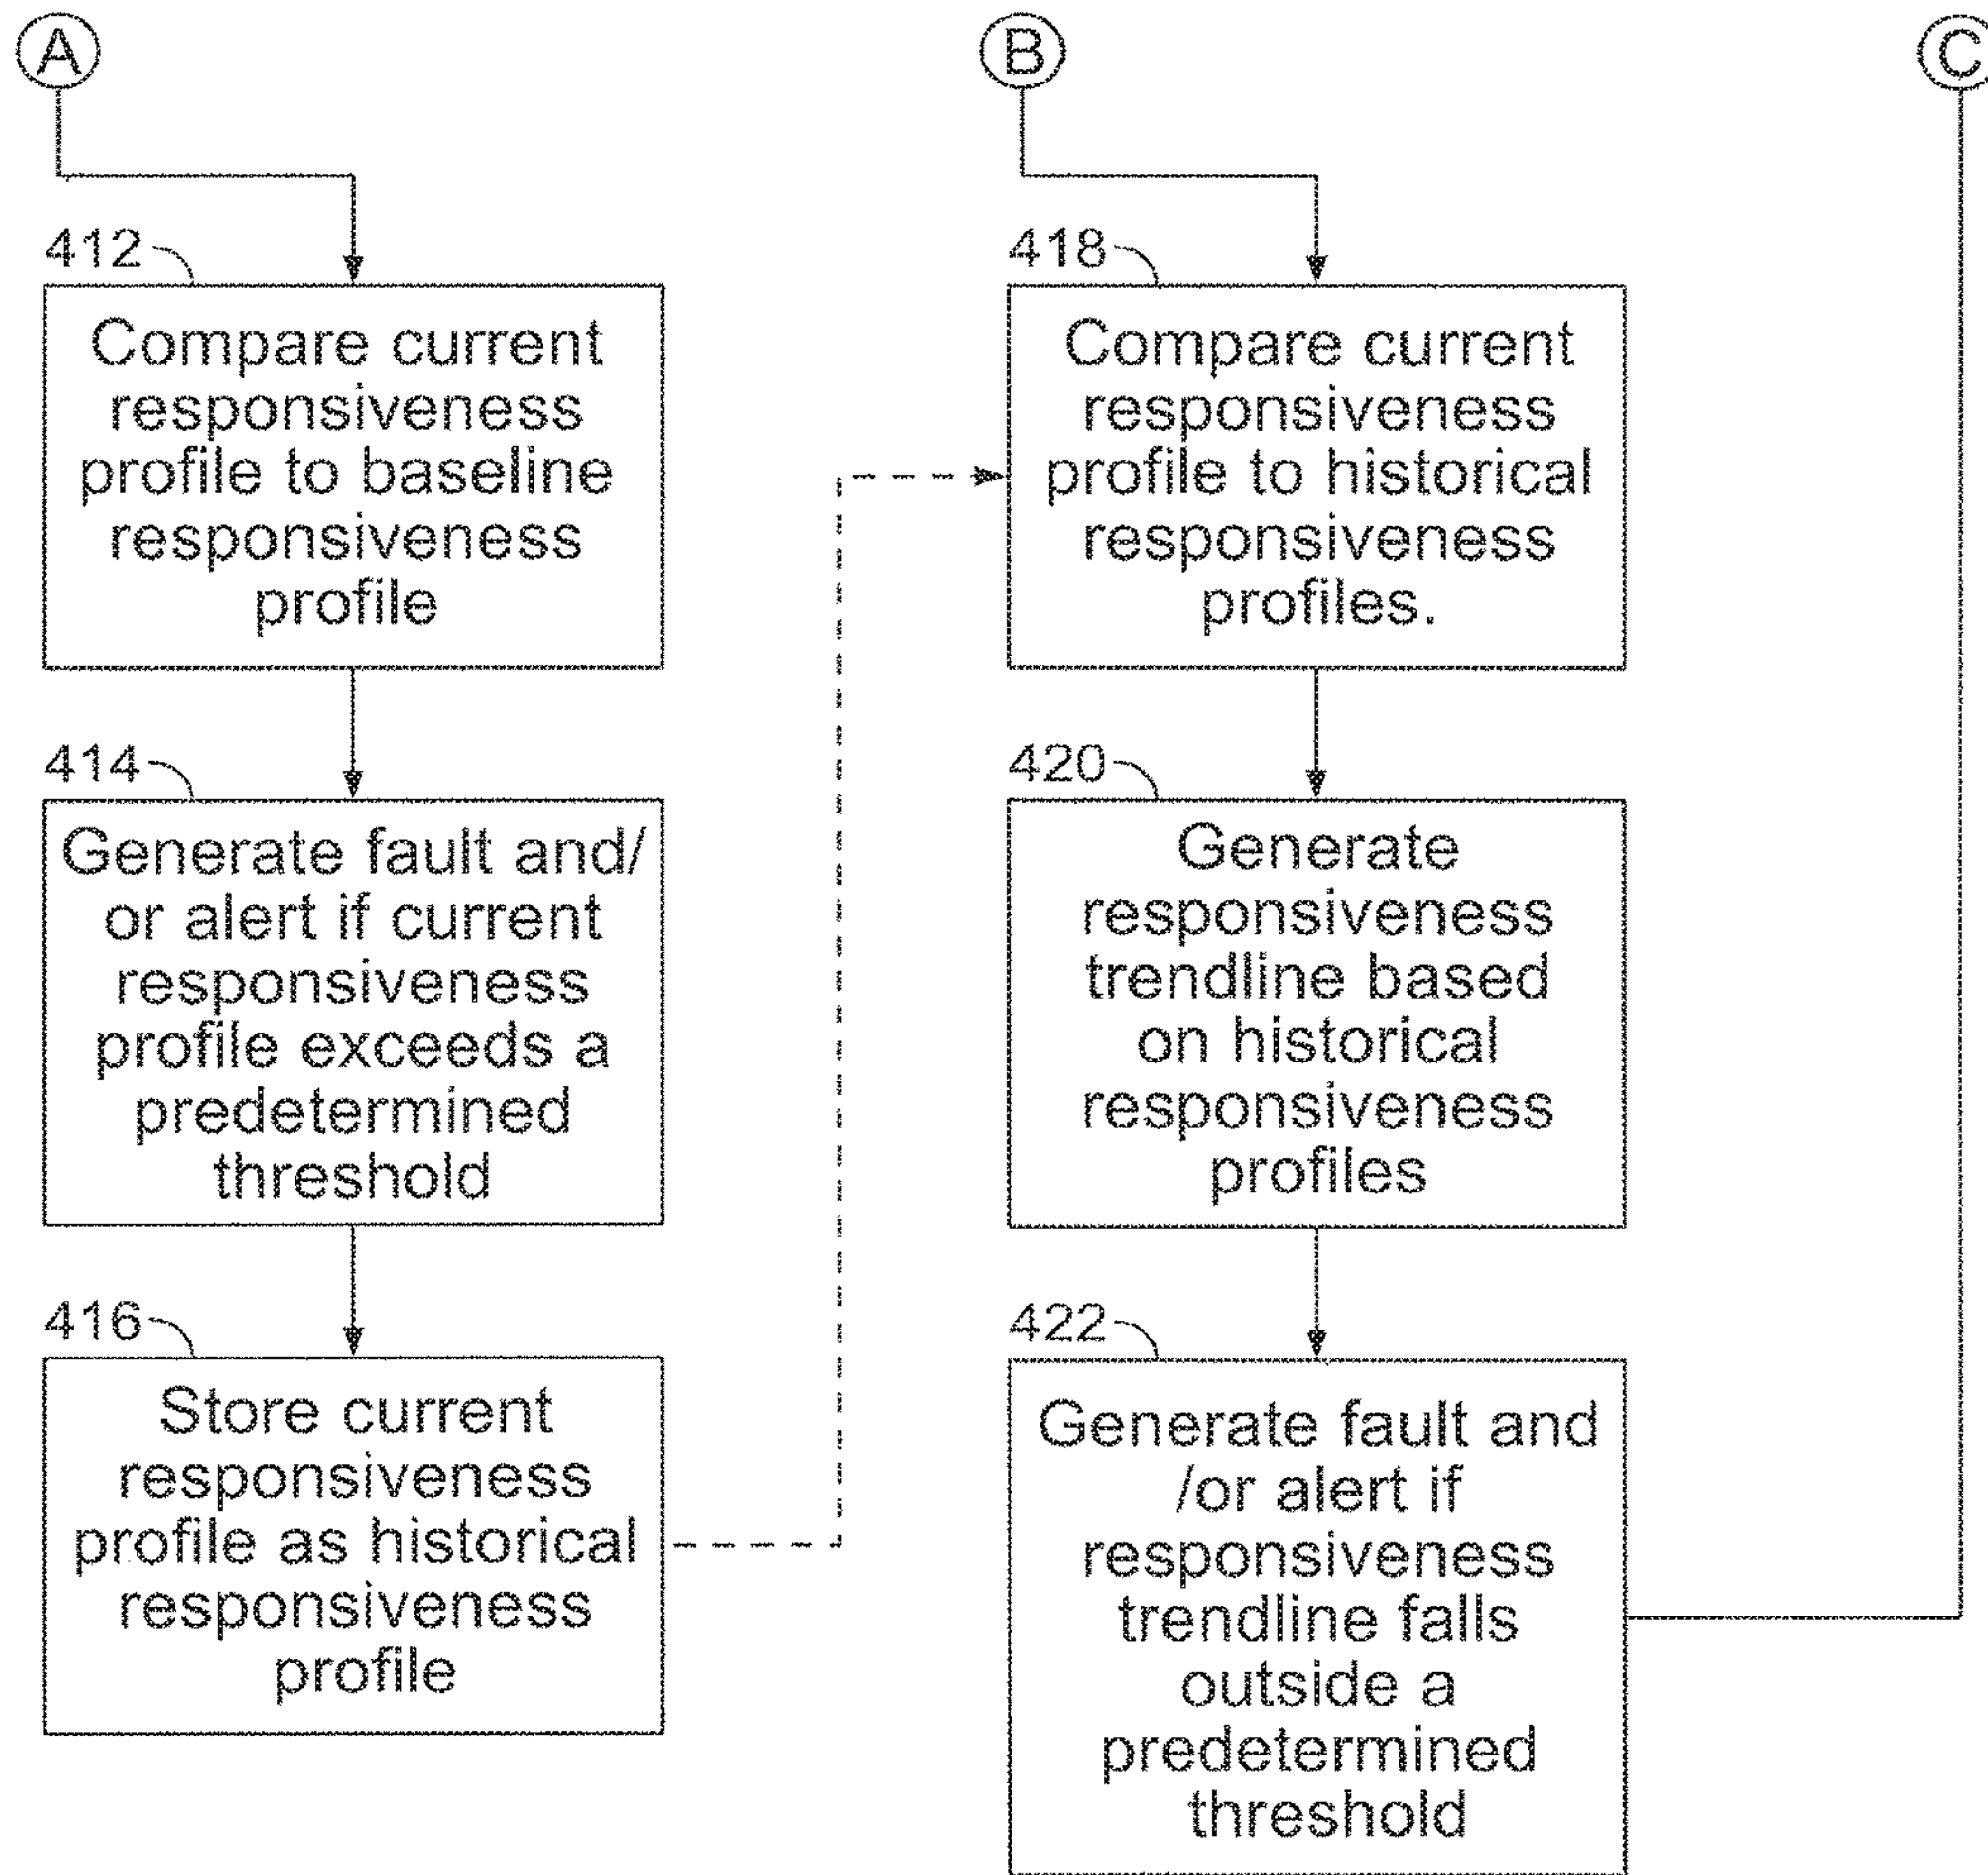 A
B
C
412
Compare current
responsiveness
profile to baseline
responsiveness
profile
414
Generate fault and/
or alert if current
responsiveness
profile exceeds a
predetermined
threshold
416
Store current
responsiveness
profile as historical
responsiveness
profile
418
Compare current
responsiveness
profile to historical
responsiveness
profiles.
420
Generate
responsiveness
trendline based
on historical
responsiveness
profiles
422
Generate fault and
/or alert if
responsiveness
trendline falls
outside a
predetermined
threshold